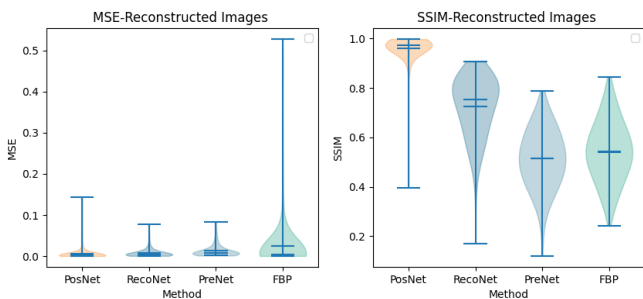 MSE-Reconstructed Images
0.5
0.4
0.3
0.2
0.1
0.0
MSE
PosNet RecoNet PreNet FBP
Method
SSIM-Reconstructed Images
1.0
0.8
0.6
0.4
0.2
SSIM
PosNet RecoNet PreNet FBP
Method